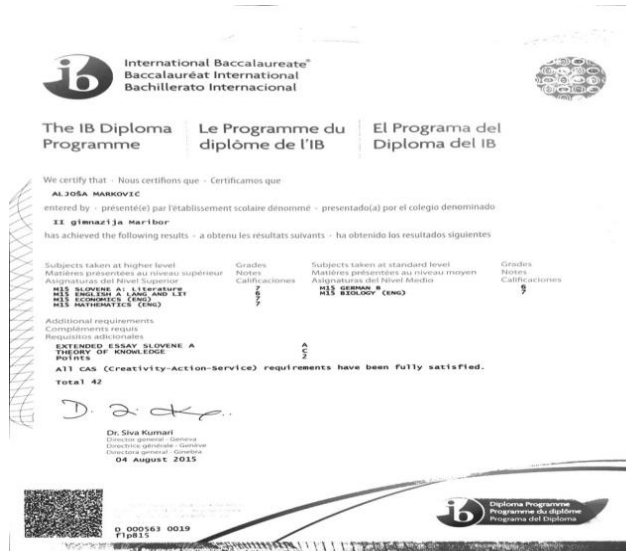 ib
International Baccalaureate®
Baccalauréat International
Bachillerato Internacional
The IB Diploma Programme
Le Programme du diplôme de l'IB
El Programa del Diploma del IB
We certify that - Nous certifions que - Certificamos que
ALJOŠA MARKOVIĆ
entered by - présenté(e) par l'établissement scolaire dénommé - presentado(a) por el colegio denominado
II gimnazija Maribor
has achieved the following results - a obtenu les résultats suivants - ha obtenido los resultados siguientes
Subjects taken at higher level Grades
Matières présentées au niveau supérieur Notes
Asignaturas del Nivel Superior Calificaciones
M15 SLOVENE A: Literature 7
M15 ENGLISH A LANG AND LIT 6
M15 ECONOMICS (ENG) 7
M15 MATHEMATICS (ENG) 7
Subjects taken at standard level Grades
Matières présentées au niveau moyen Notes
Asignaturas del Nivel Medio Calificaciones
M15 GERMAN B 6
M15 BIOLOGY (ENG) 7
Additional requirements
Compléments requis
Requisitos adicionales
EXTENDED ESSAY SLOVENE A A
THEORY OF KNOWLEDGE C
Points 2
All CAS (Creativity-Action-Service) requirements have been fully satisfied.
Total 42
Dr. Siva Kumari
Director general - Geneva
Directrice générale - Genève
Directora general - Ginebra
04 August 2015
D 000563 0019
f1p815
ib
Diploma Programme
Programme du diplôme
Programa del Diploma